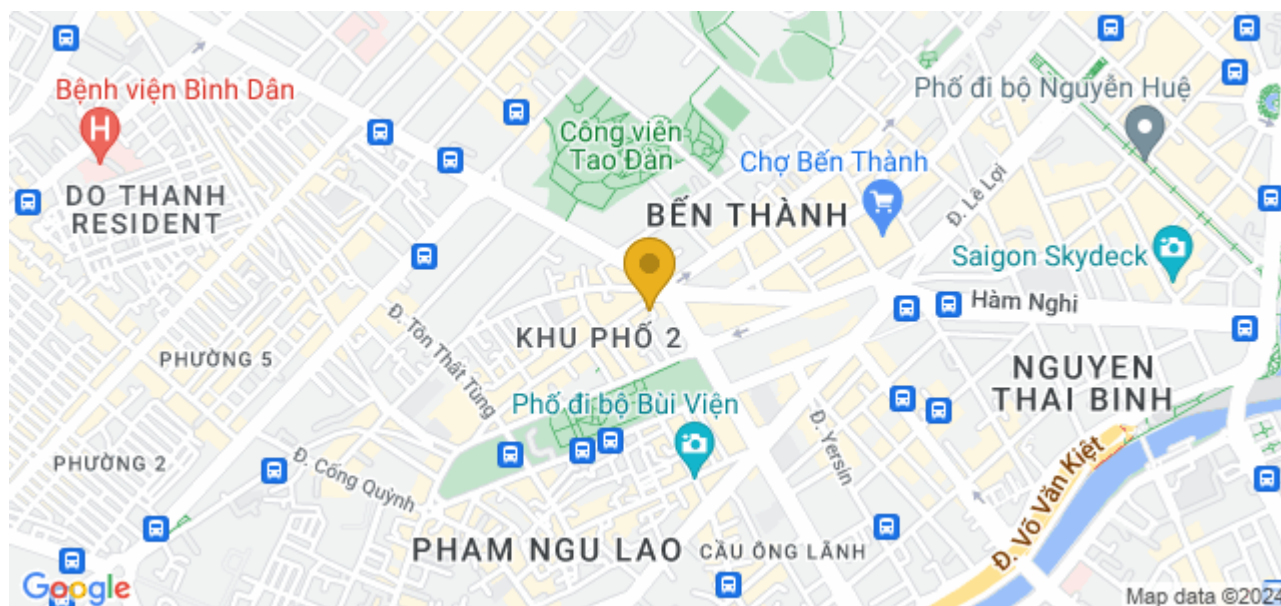 Bệnh viện Bình Dân
H
Phố đi bộ Nguyễn Huệ
Công viên
Tao Đàn
Chợ Bến Thành
DO THANH
RESIDENT
BẾN THÀNH
Đ. Lê Lợi
Saigon Skydeck
Hàm Nghi
KHU PHỐ 2
Đ. Tôn Thất Tùng
PHƯỜNG 5
NGUYEN
THAI BINH
Phố đi bộ Bùi Viện
Đ. Yersin
PHƯỜNG 2
Đ. Cống Quỳnh
Đ. Võ Văn Kiệt
PHAM NGU LAO
CẦU ÔNG LÃNH
Google
Map data ©2024